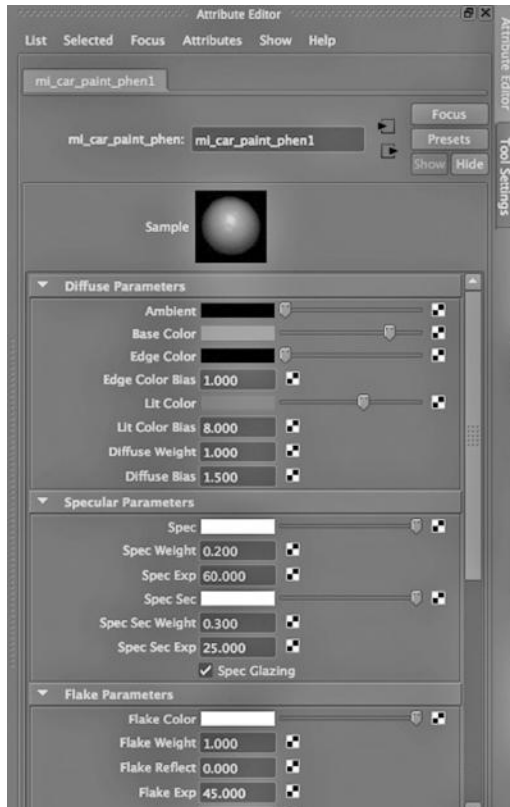 Attribute Editor
List Selected Focus Attributes Show Help
mi_car_paint_phen1
Focus
mi_car_paint_phen: mi_car_paint_phen1
Presets
Show Hide
Attribute Editor
Tool Settings
Sample
Diffuse Parameters
Ambient
Base Color
Edge Color
Edge Color Bias 1.000
Lit Color
Lit Color Bias 8.000
Diffuse Weight 1.000
Diffuse Bias 1.500
Specular Parameters
Spec
Spec Weight 0.200
Spec Exp 60.000
Spec Sec
Spec Sec Weight 0.300
Spec Sec Exp 25.000
Spec Glazing
Flake Parameters
Flake Color
Flake Weight 1.000
Flake Reflect 0.000
Flake Exp 45.000